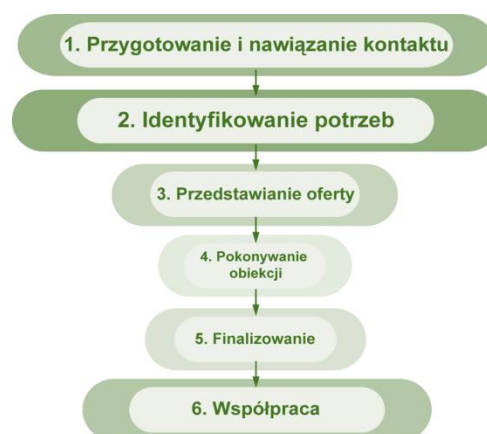 1. Przygotowanie i nawiązanie kontaktu
2. Identyfikowanie potrzeb
3. Przedstawianie oferty
4. Pokonywanie
obiekcji
5. Finalizowanie
6. Współpraca